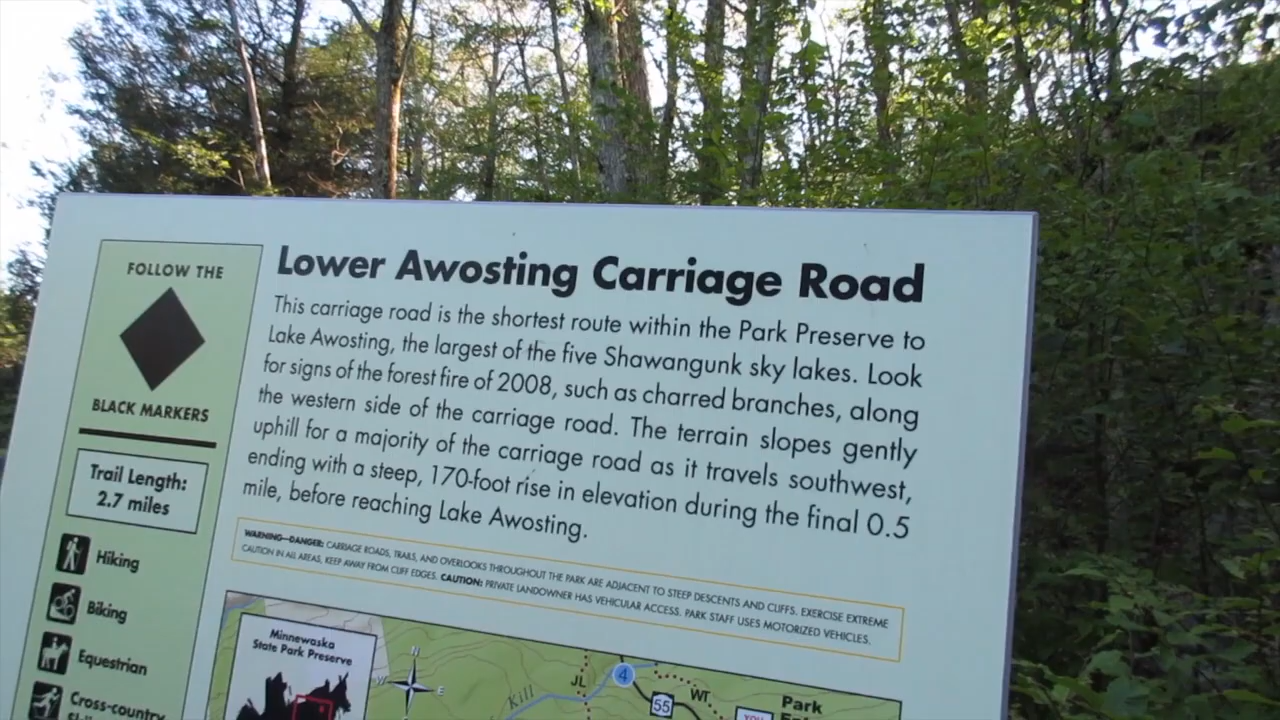 FOLLOW THE
BLACK MARKERS
Trail Length:
2.7 miles
Hiking
Biking
Equestrian
Cross-country
Lower Awosting Carriage Road
This carriage road is the shortest route within the Park Preserve to
Lake Awosting, the largest of the five Shawangunk sky lakes. Look
for signs of the forest fire of 2008, such as charred branches, along
the western side of the carriage road. The terrain slopes gently
uphill for a majority of the carriage road as it travels southwest,
ending with a steep, 170-foot rise in elevation during the final 0.5
mile, before reaching Lake Awosting.
WARNING—DANGER: CARRIAGE ROADS, TRAILS, AND OVERLOOKS THROUGHOUT THE PARK ARE ADJACENT TO STEEP DESCENTS AND CLIFFS. EXERCISE EXTREME
CAUTION IN ALL AREAS, KEEP AWAY FROM CLIFF EDGES. CAUTION: PRIVATE LANDOWNER HAS VEHICULAR ACCESS. PARK STAFF USES MOTORIZED VEHICLES.
Minnewaska
State Park Preserve
N
W
E
Kill
JL
4
55
WT
Park
YOU